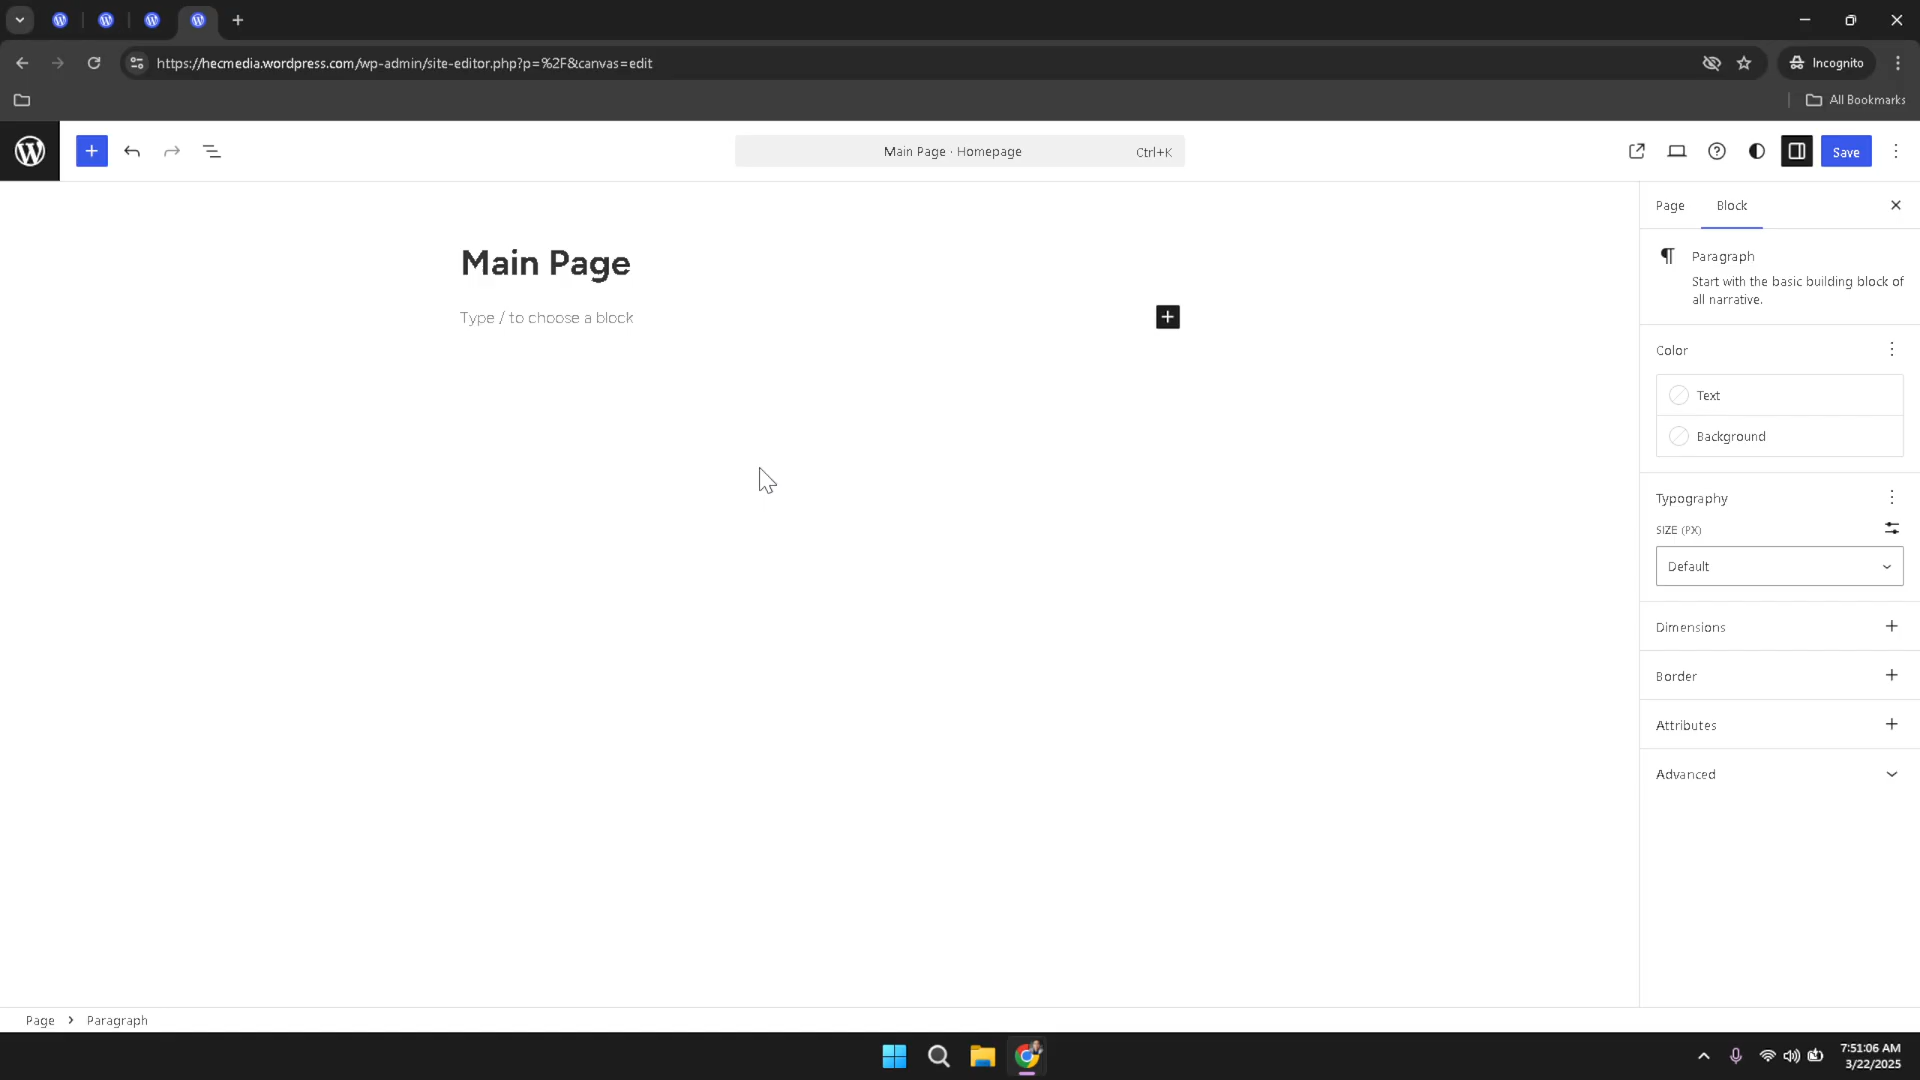 https://hecmedia.wordpress.com/wp-admin/site-editor.php?p=%2F&canvas=edit
Incognito
All Bookmarks
Main Page · Homepage
Ctrl+K
Save
Page
Block
Main Page
Type / to choose a block
Paragraph
Start with the basic building block of
all narrative.
Color
Text
Background
Typography
SIZE (PX)
Default
Dimensions
Border
Attributes
Advanced
Page
Paragraph
7:51:06 AM
3/22/2025